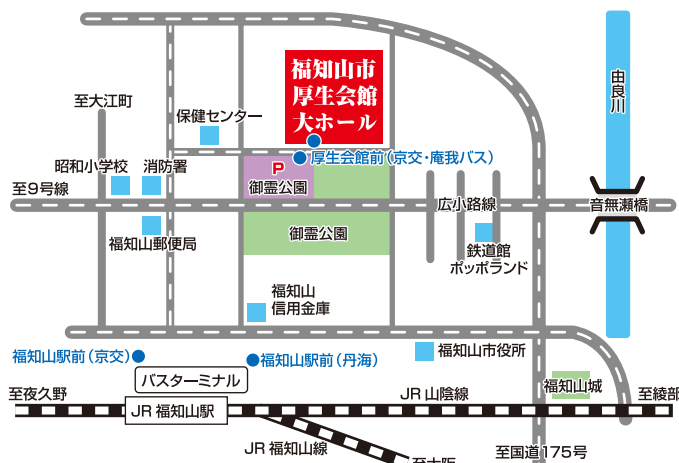 福知山市
厚生会館
大ホール
由良川
至大江町
保健センター
厚生会館前（京交・庵我バス）
昭和小学校
消防署
P
御霊公園
至9号線
広小路線
音無瀬橋
福知山郵便局
御霊公園
鉄道館
ポッポランド
福知山
信用金庫
福知山駅前（京交）
福知山駅前（丹海）
福知山市役所
バスターミナル
福知山城
至夜久野
JR 山陰線
至綾部
JR 福知山駅
JR 福知山線
至大阪
至国道175号